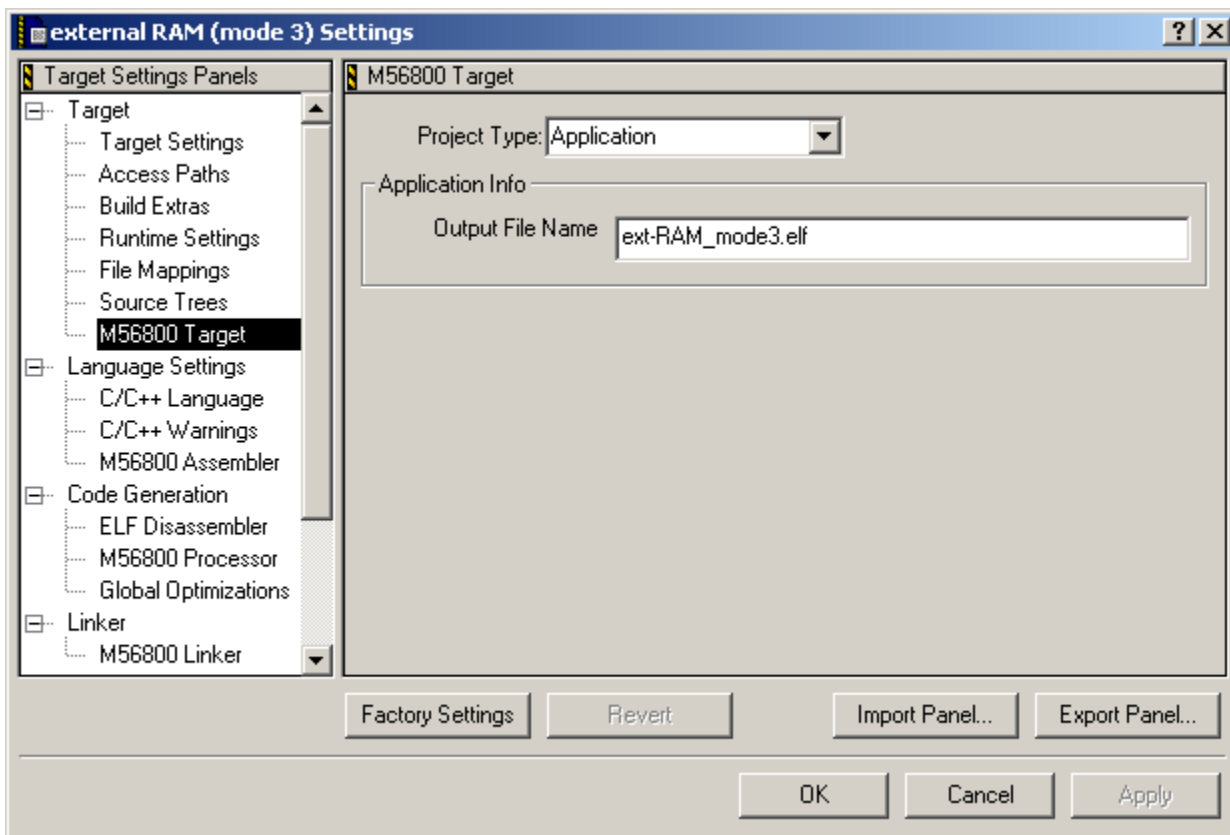 external RAM (mode 3) Settings
Target Settings Panels
Target
Target Settings
Access Paths
Build Extras
Runtime Settings
File Mappings
Source Trees
M56800 Target
Language Settings
C/C++ Language
C/C++ Warnings
M56800 Assembler
Code Generation
ELF Disassembler
M56800 Processor
Global Optimizations
Linker
M56800 Linker
M56800 Target
Project Type: Application
Application Info
Output File Name ext-RAM_mode3.elf
Factory Settings Revert Import Panel... Export Panel...
OK Cancel Apply